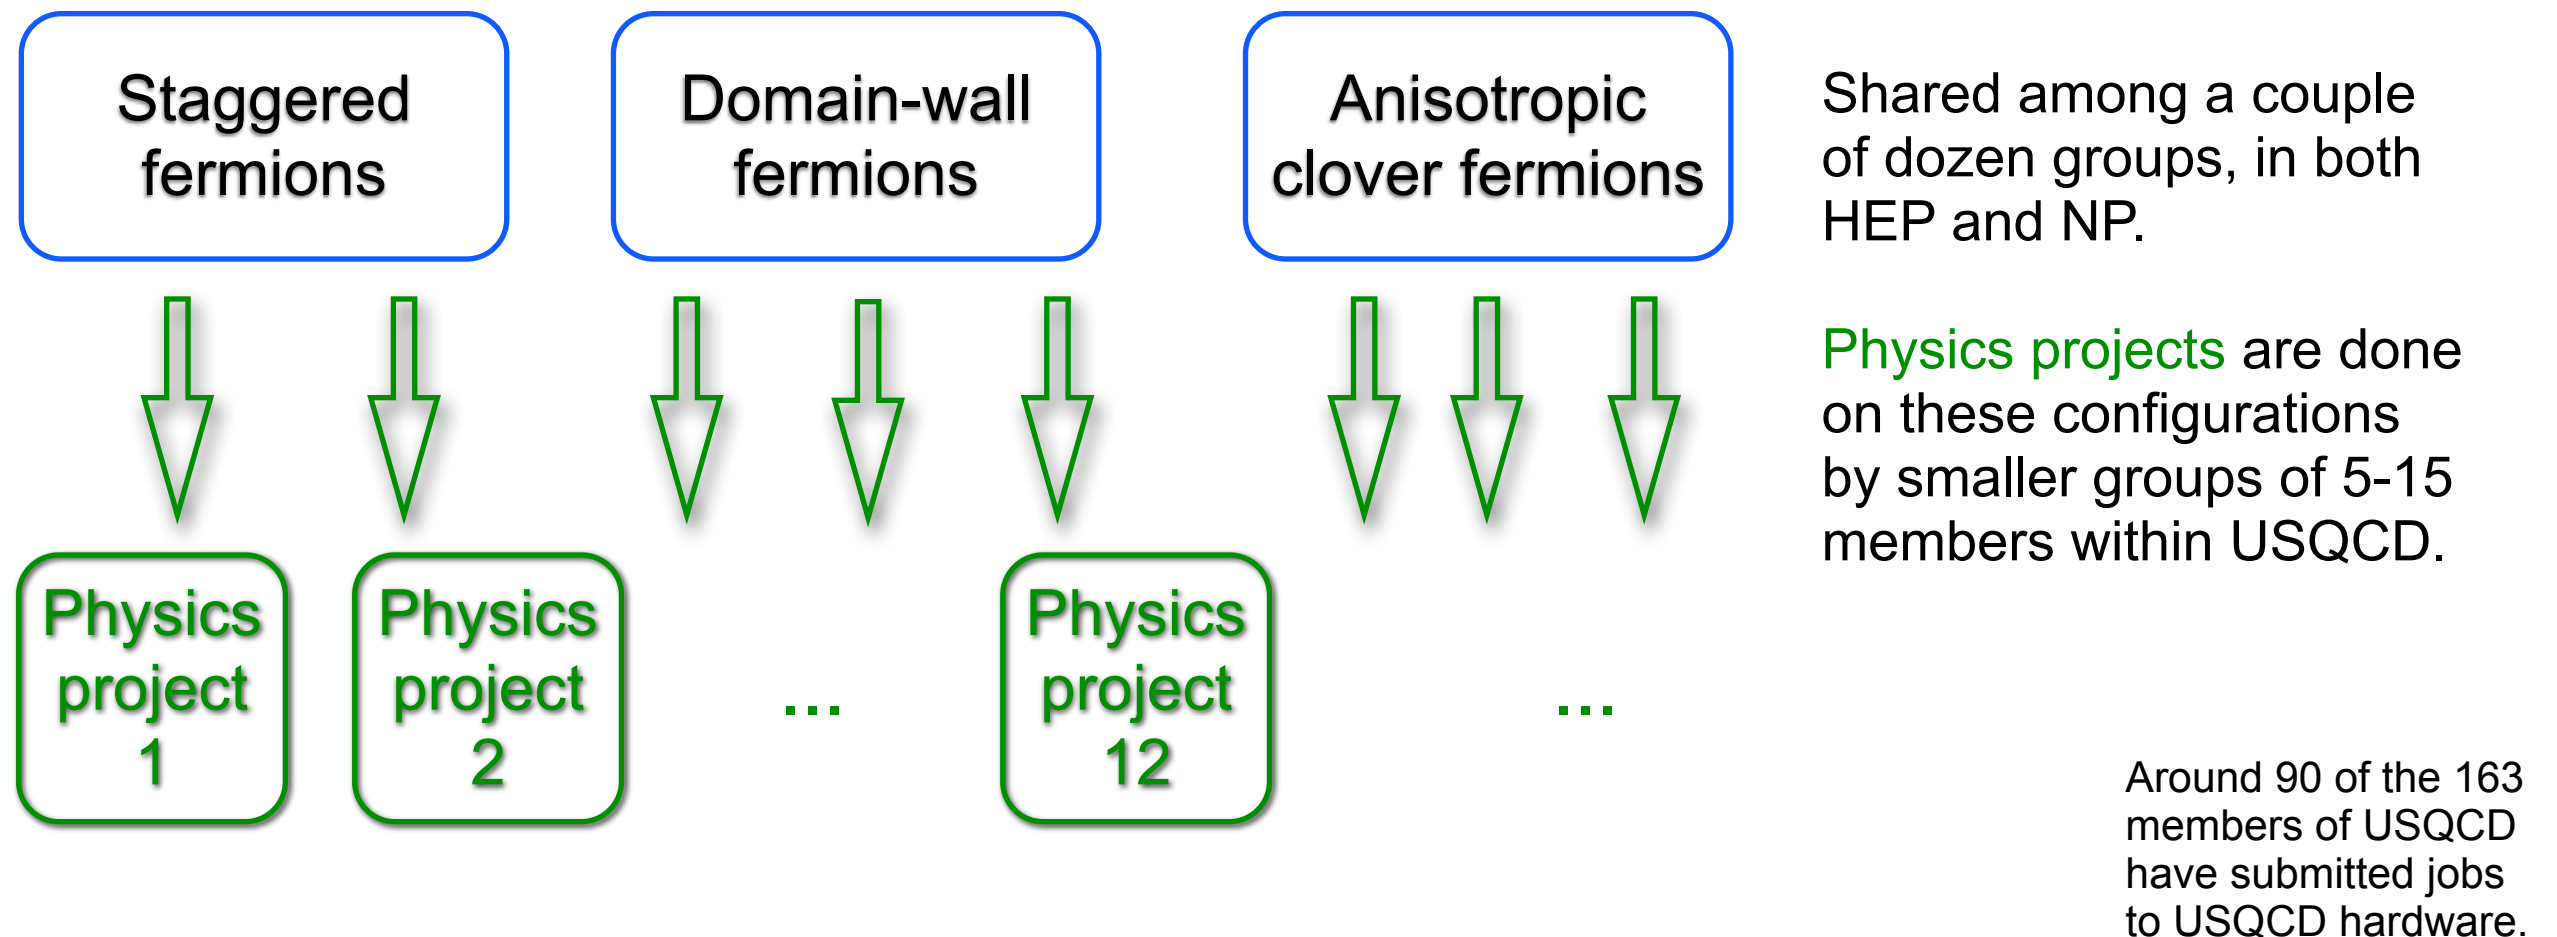 Staggered
fermions
Domain-wall
fermions
Anisotropic
clover fermions
Shared among a couple
of dozen groups, in both
HEP and NP.
Physics projects are done
on these configurations
by smaller groups of 5-15
members within USQCD.
Physics
project
1
Physics
project
2
...
Physics
project
12
...
Around 90 of the 163
members of USQCD
have submitted jobs
to USQCD hardware.